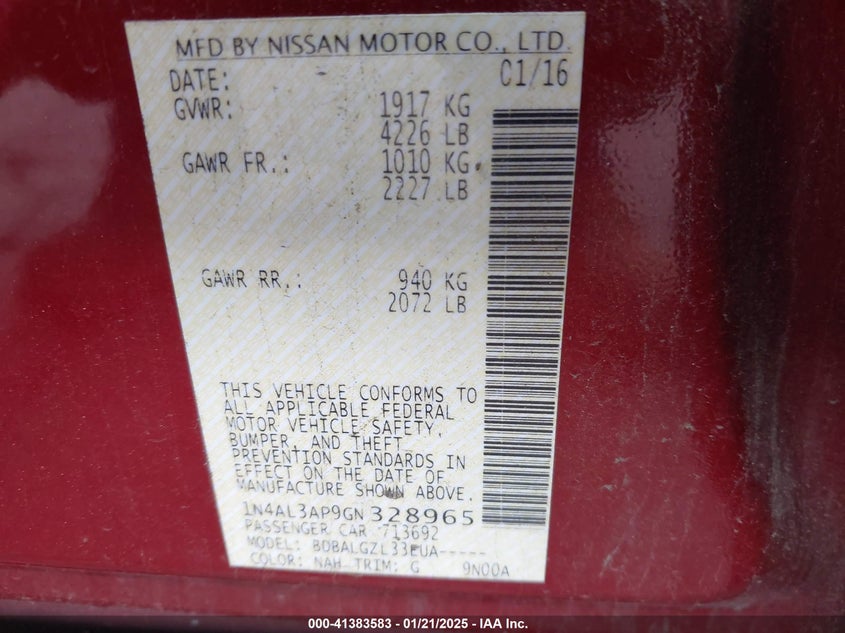 MFD BY NISSAN MOTOR CO., LTD.
DATE: 01/16
GVWR: 1917 KG
4226 LB
GAWR FR.: 1010 KG
2227 LB
GAWR RR.: 940 KG
2072 LB
THIS VEHICLE CONFORMS TO
ALL APPLICABLE FEDERAL
MOTOR VEHICLE SAFETY,
BUMPER, AND THEFT
PREVENTION STANDARDS IN
EFFECT ON THE DATE OF
MANUFACTURE SHOWN ABOVE.
1N4AL3AP9GN328965
PASSENGER CAR 713692
MODEL: BDBALGZL33EUA-----
COLOR: NAH TRIM: G 9N00A
000-41383583 - 01/21/2025 - IAA Inc.